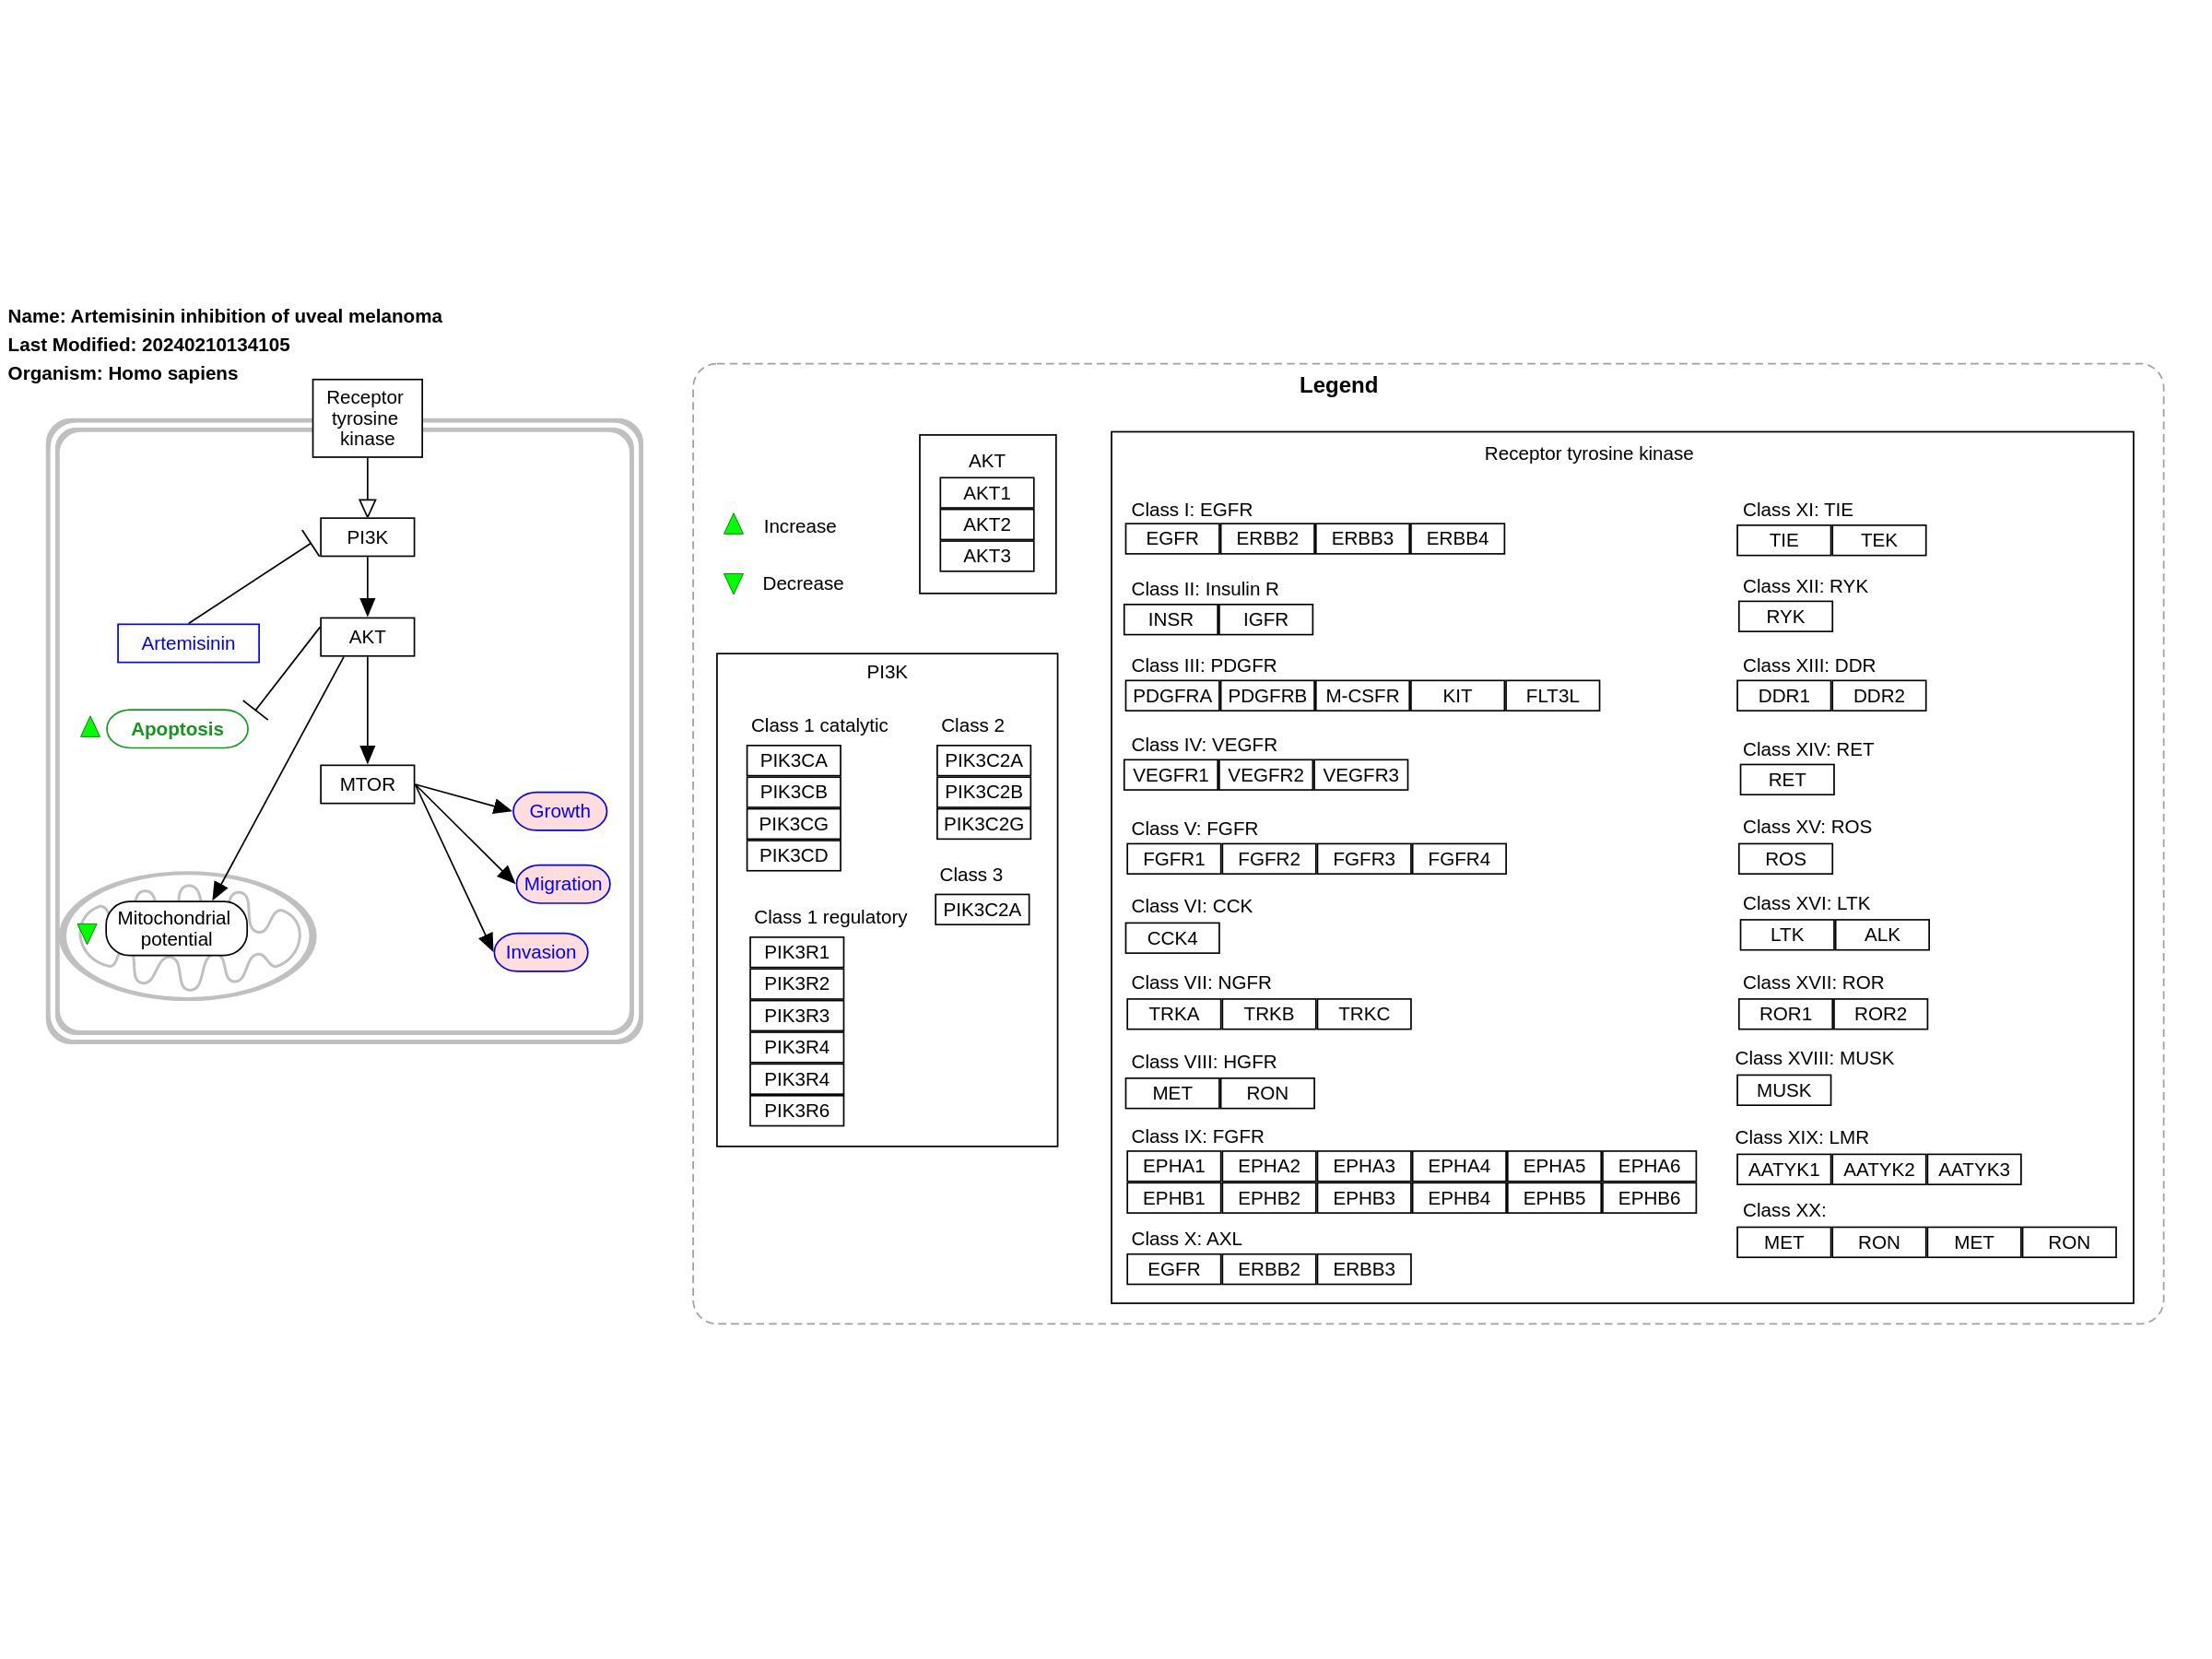 Name: Artemisinin inhibition of uveal melanoma
Last Modified: 20240210134105
Organism: Homo sapiens
Receptor
tyrosine
kinase
PI3K
Artemisinin
AKT
Apoptosis
MTOR
Growth
Migration
Invasion
Mitochondrial
potential
Legend
Increase
Decrease
AKT
AKT1
AKT2
AKT3
PI3K
Class 1 catalytic
PIK3CA
PIK3CB
PIK3CG
PIK3CD
Class 2
PIK3C2A
PIK3C2B
PIK3C2G
Class 3
PIK3C2A
Class 1 regulatory
PIK3R1
PIK3R2
PIK3R3
PIK3R4
PIK3R4
PIK3R6
Receptor tyrosine kinase
Class I: EGFR
EGFR ERBB2 ERBB3 ERBB4
Class II: Insulin R
INSR IGFR
Class III: PDGFR
PDGFRA PDGFRB M-CSFR KIT FLT3L
Class IV: VEGFR
VEGFR1 VEGFR2 VEGFR3
Class V: FGFR
FGFR1 FGFR2 FGFR3 FGFR4
Class VI: CCK
CCK4
Class VII: NGFR
TRKA TRKB TRKC
Class VIII: HGFR
MET RON
Class IX: FGFR
EPHA1 EPHA2 EPHA3 EPHA4 EPHA5 EPHA6
EPHB1 EPHB2 EPHB3 EPHB4 EPHB5 EPHB6
Class X: AXL
EGFR ERBB2 ERBB3
Class XI: TIE
TIE TEK
Class XII: RYK
RYK
Class XIII: DDR
DDR1 DDR2
Class XIV: RET
RET
Class XV: ROS
ROS
Class XVI: LTK
LTK ALK
Class XVII: ROR
ROR1 ROR2
Class XVIII: MUSK
MUSK
Class XIX: LMR
AATYK1 AATYK2 AATYK3
Class XX:
MET RON MET RON